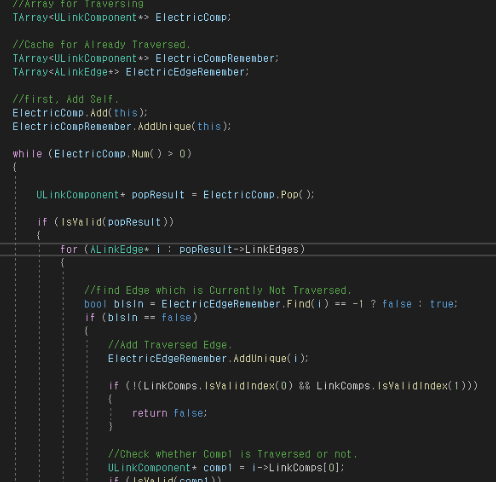 //Array for Traversing
TArray<ULinkComponent*> ElectricComp;
//Cache for Already Traversed.
TArray<ULinkComponent*> ElectricCompRemember;
TArray<ALinkEdge*> ElectricEdgeRemember;
//First, Add Self.
ElectricComp.Add(this);
ElectricCompRemember.AddUnique(this);
while (ElectricComp.Num() > 0)
{
ULinkComponent* popResult = ElectricComp.Pop();
if (IsValid(popResult))
{
for (ALinkEdge* i : popResult->LinkEdges)
{
//Find Edge which is Currently Not Traversed.
bool bIsIn = ElectricEdgeRemember.Find(i) == -1 ? false : true;
if (bIsIn == false)
{
//Add Traversed Edge.
ElectricEdgeRemember.AddUnique(i);
if (!(LinkComps.IsValidIndex(0) && LinkComps.IsValidIndex(1)))
{
return false;
}
//Check whether Comp1 is Traversed or not.
ULinkComponent* comp1 = i->LinkComps[0];
if (IsValid(comp1))